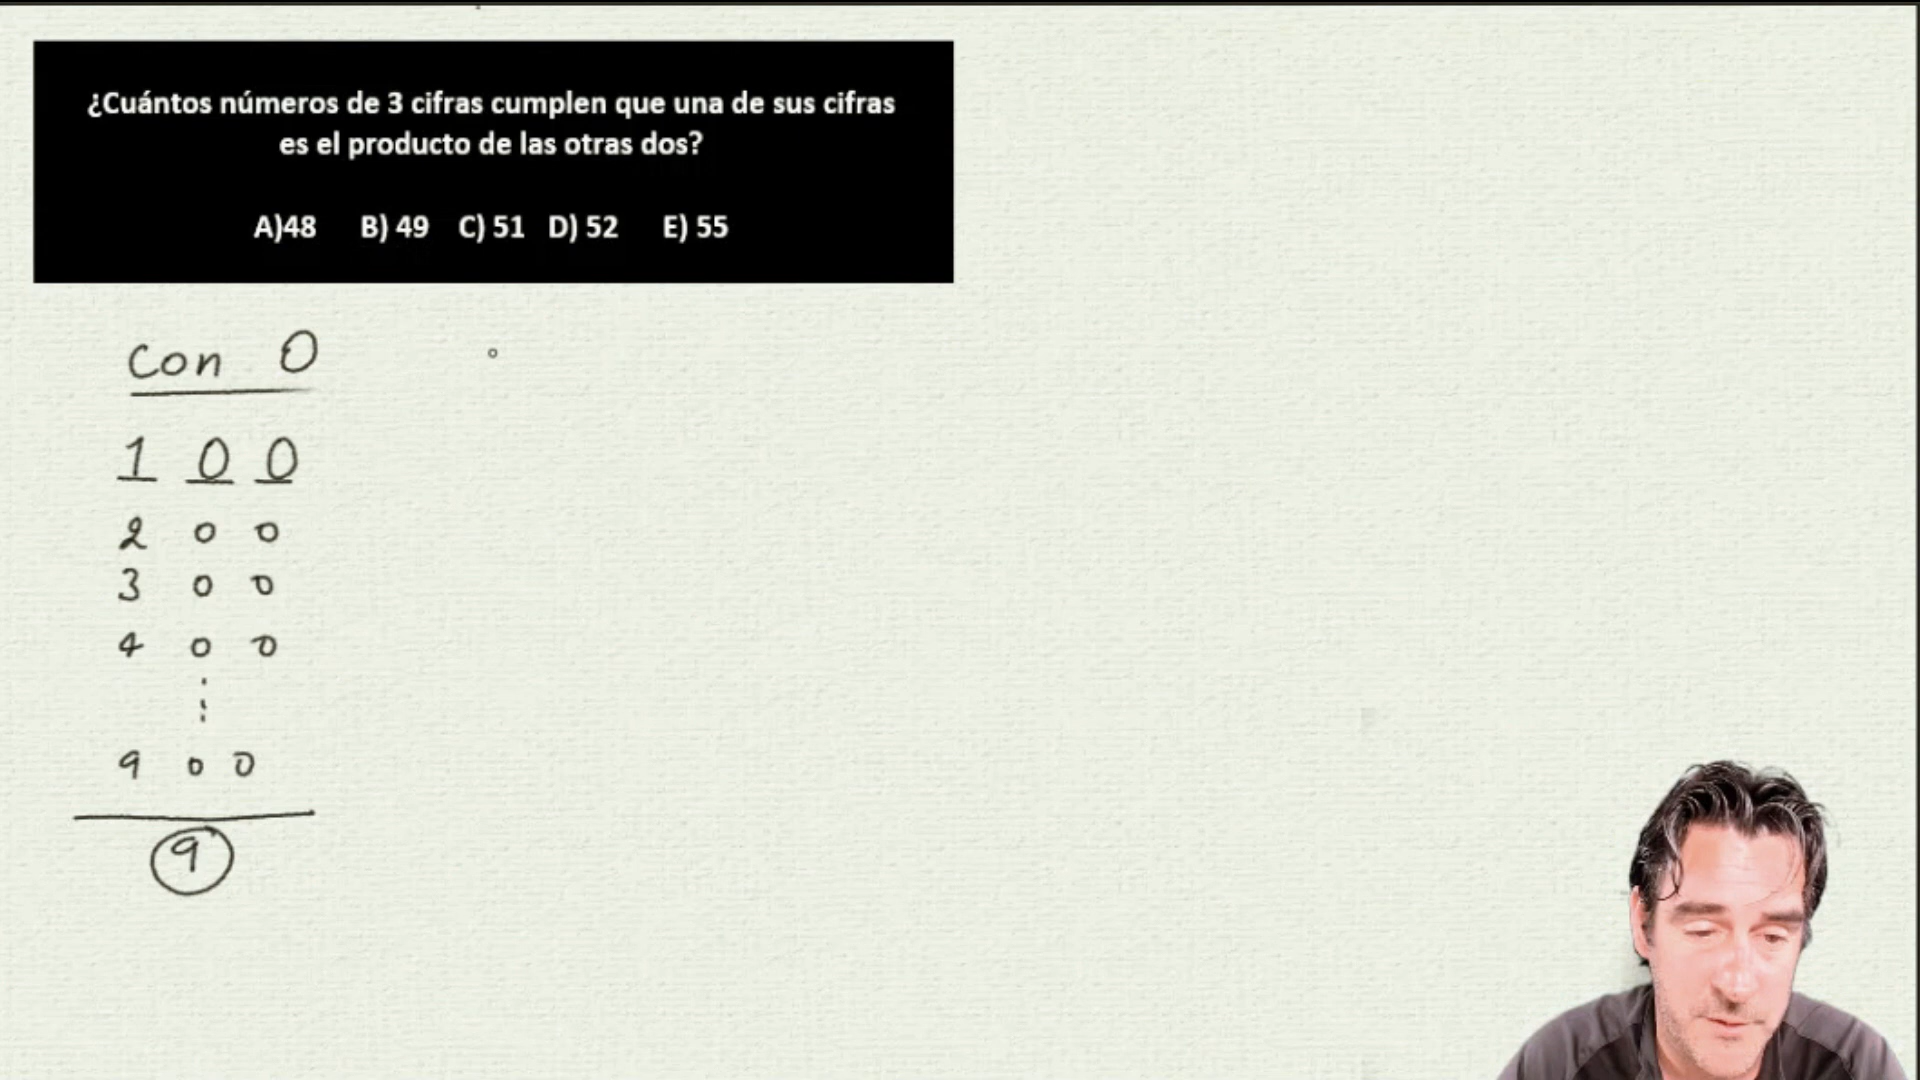 ¿Cuántos números de 3 cifras cumplen que una de sus cifras
es el producto de las otras dos?
A)48 B) 49 C) 51 D) 52 E) 55
Con 0
1 0 0
2 0 0
3 0 0
4 0 0
⋮
9 0 0
9